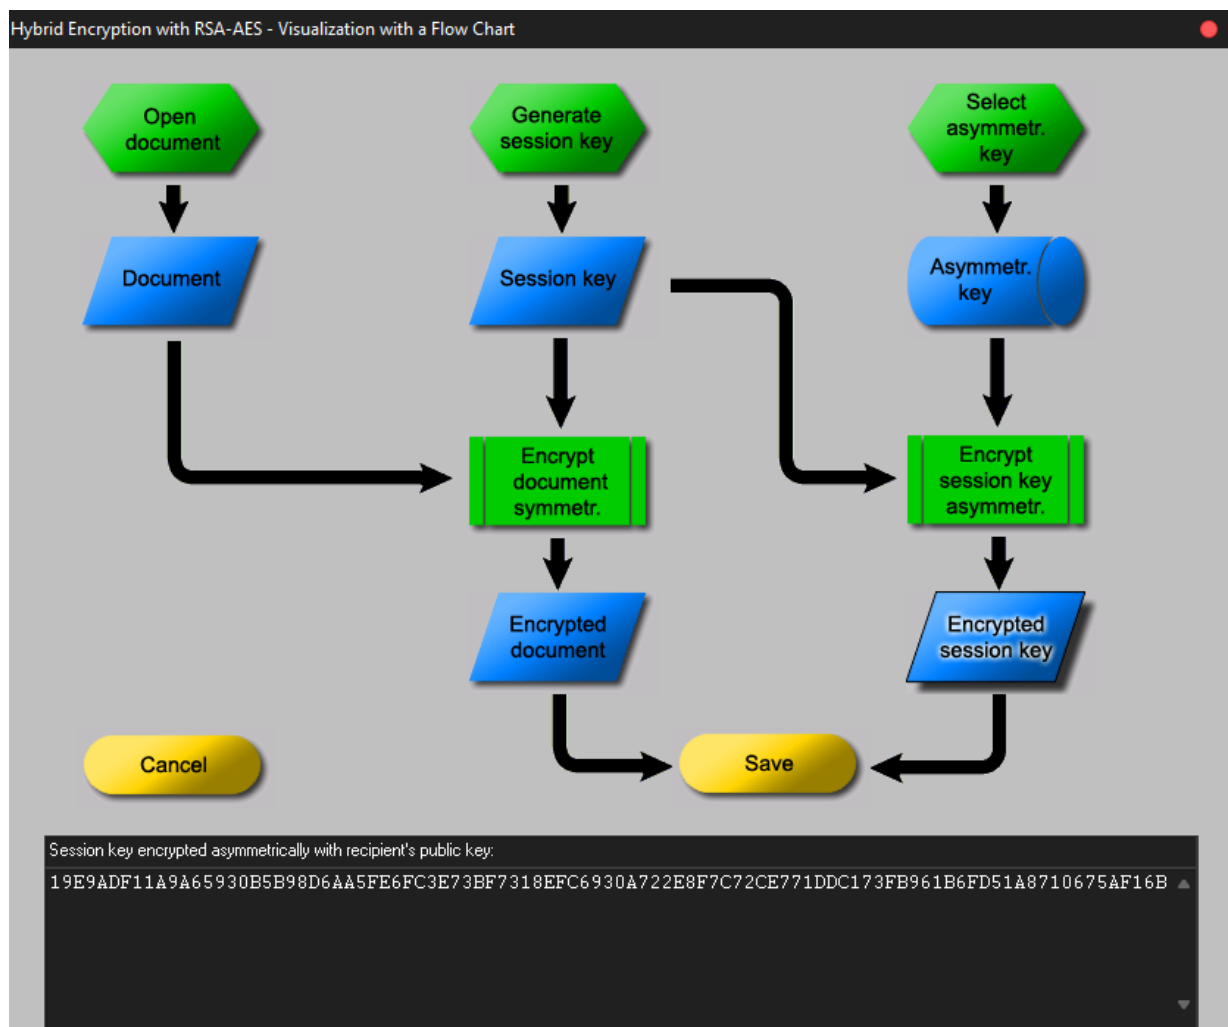 Hybrid Encryption with RSA-AES - Visualization with a Flow Chart
Open
document
Generate
session key
Select
asymmetr.
key
Document
Session key
Asymmetr.
key
Encrypt
document
symmetr.
Encrypt
session key
asymmetr.
Encrypted
document
Encrypted
session key
Cancel
Save
Session key encrypted asymmetrically with recipient's public key:
19E9ADF11A9A65930B5B98D6AA5FE6FC3E73BF7318EFC6930A722E8F7C72CE771DDC173FB961B6FD51A8710675AF16B